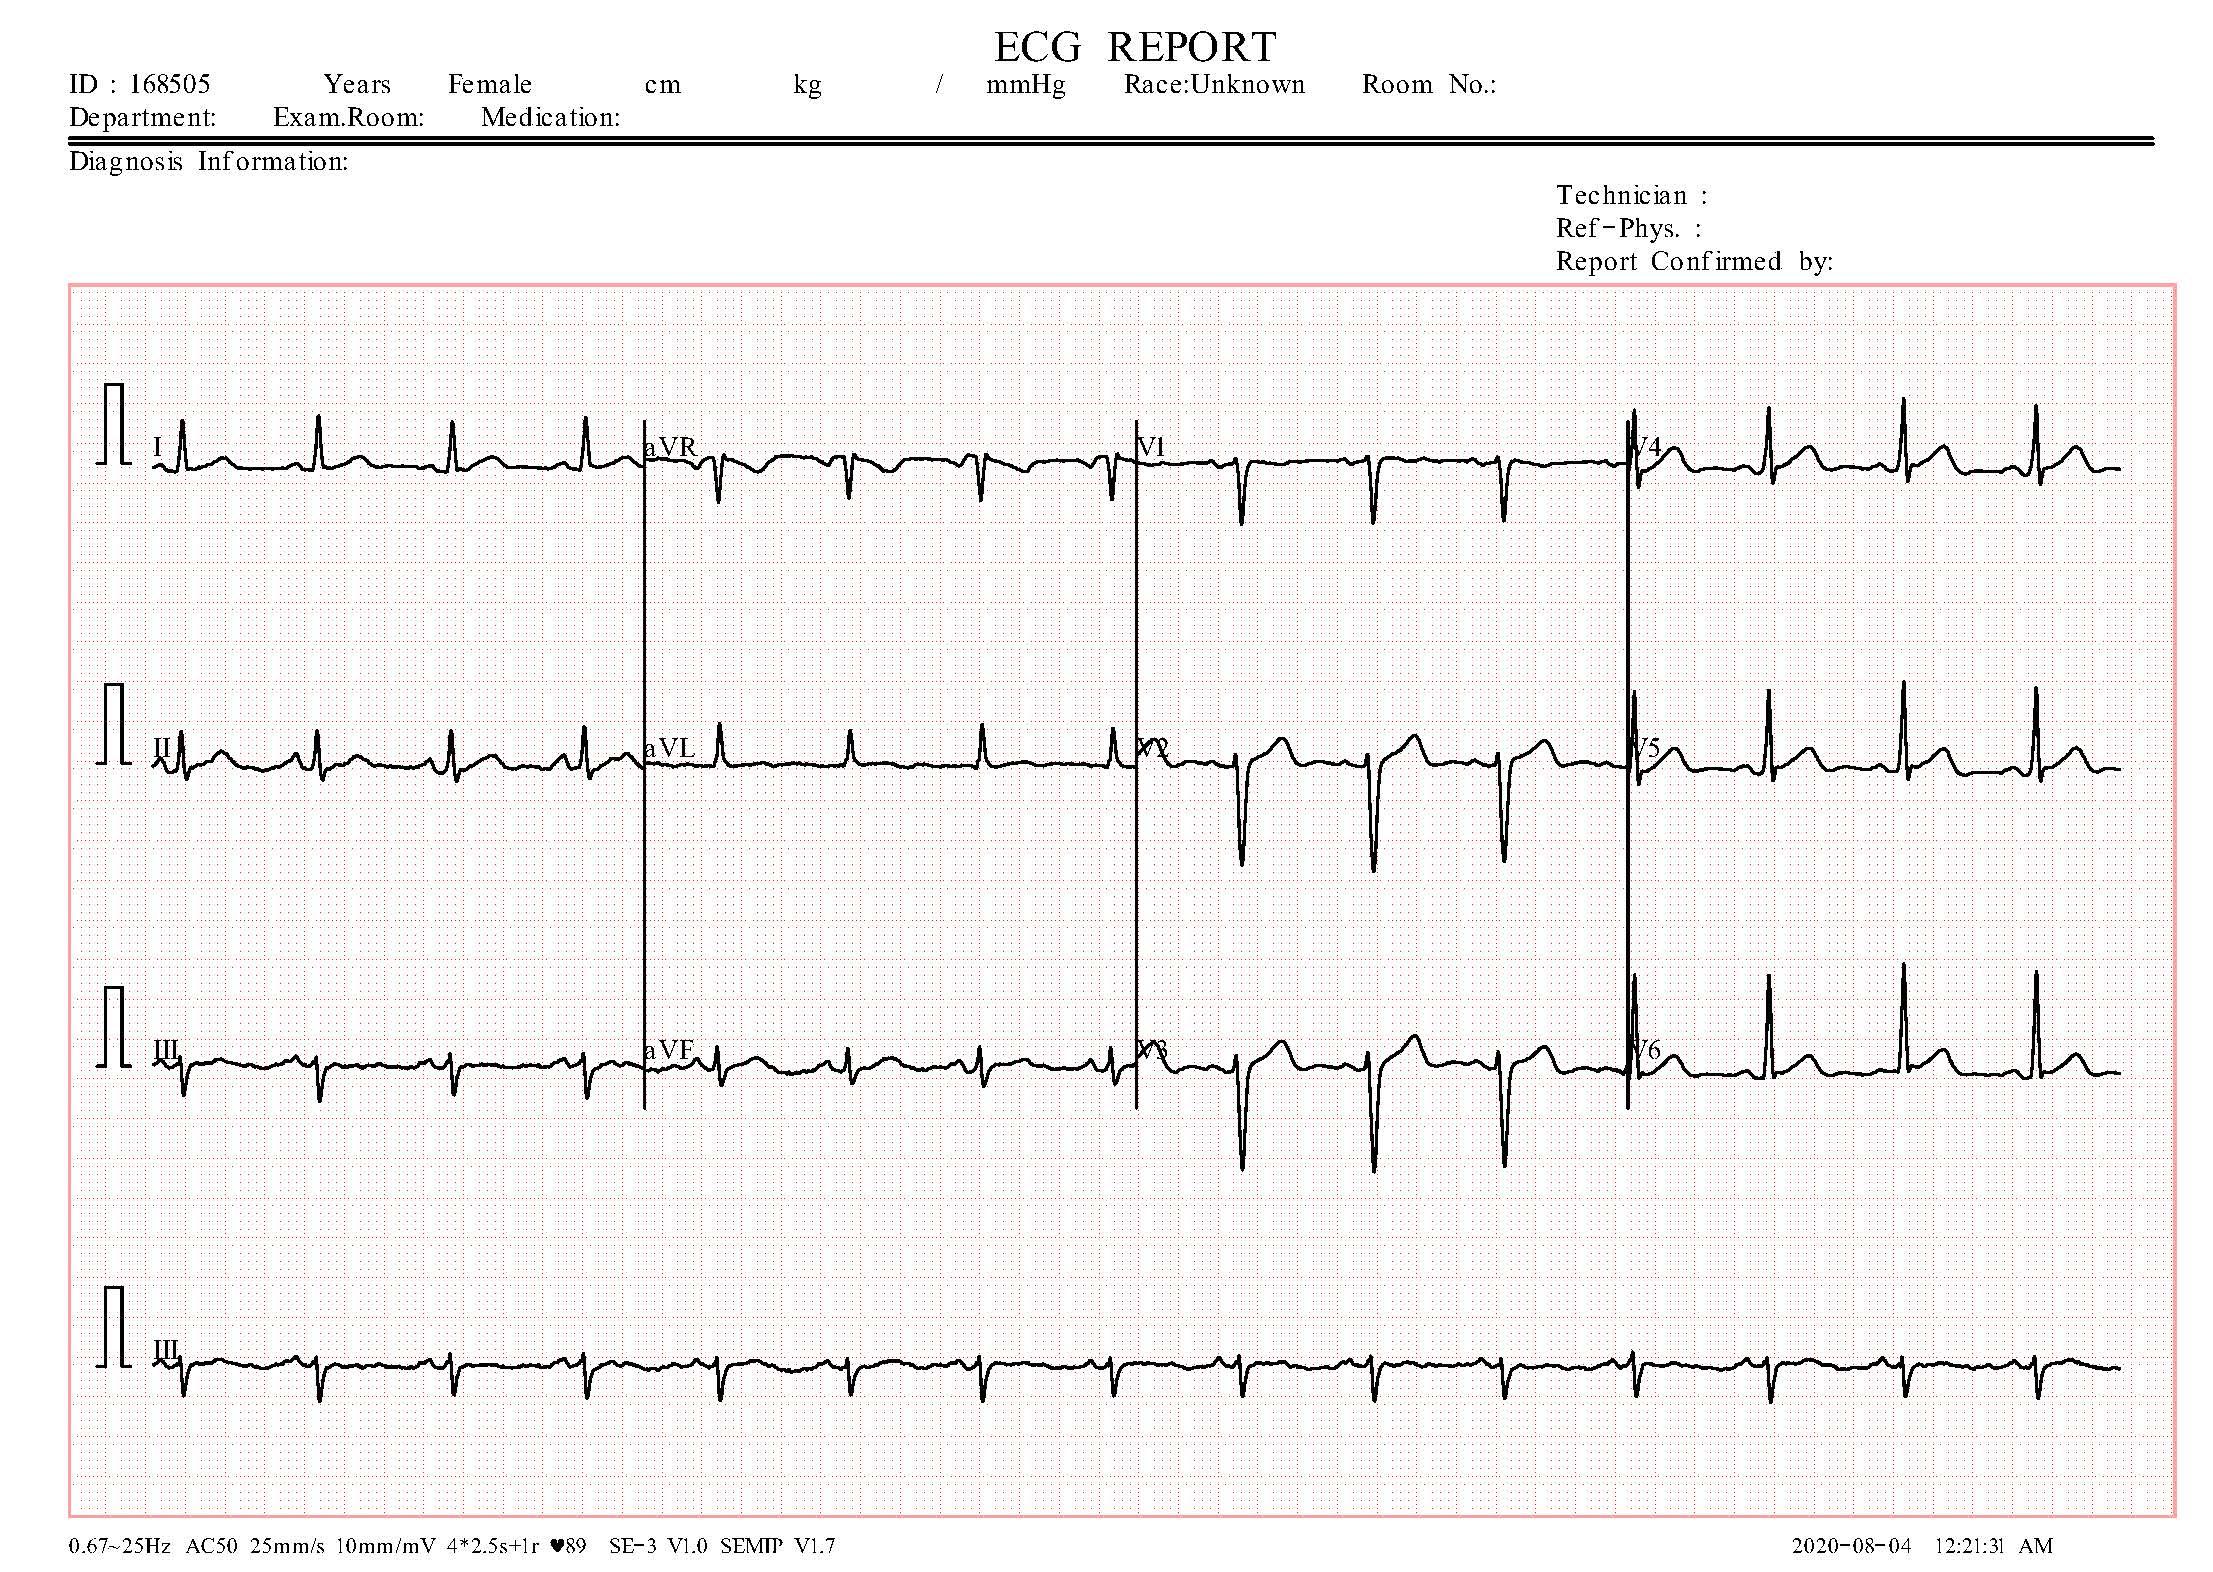 ECG REPORT
ID : 168505 Years Female cm kg / mmHg Race:Unknown Room No.:
Department: Exam.Room: Medication:
Diagnosis Information:
Technician :
Ref-Phys. :
Report Confirmed by:
I aVR V1 V4
II aVL V2 V5
III aVF V3 V6
III
0.67~25Hz AC50 25mm/s 10mm/mV 4*2.5s+1r ♥89 SE-3 V1.0 SEMIP V1.7 2020-08-04 12:21:31 AM